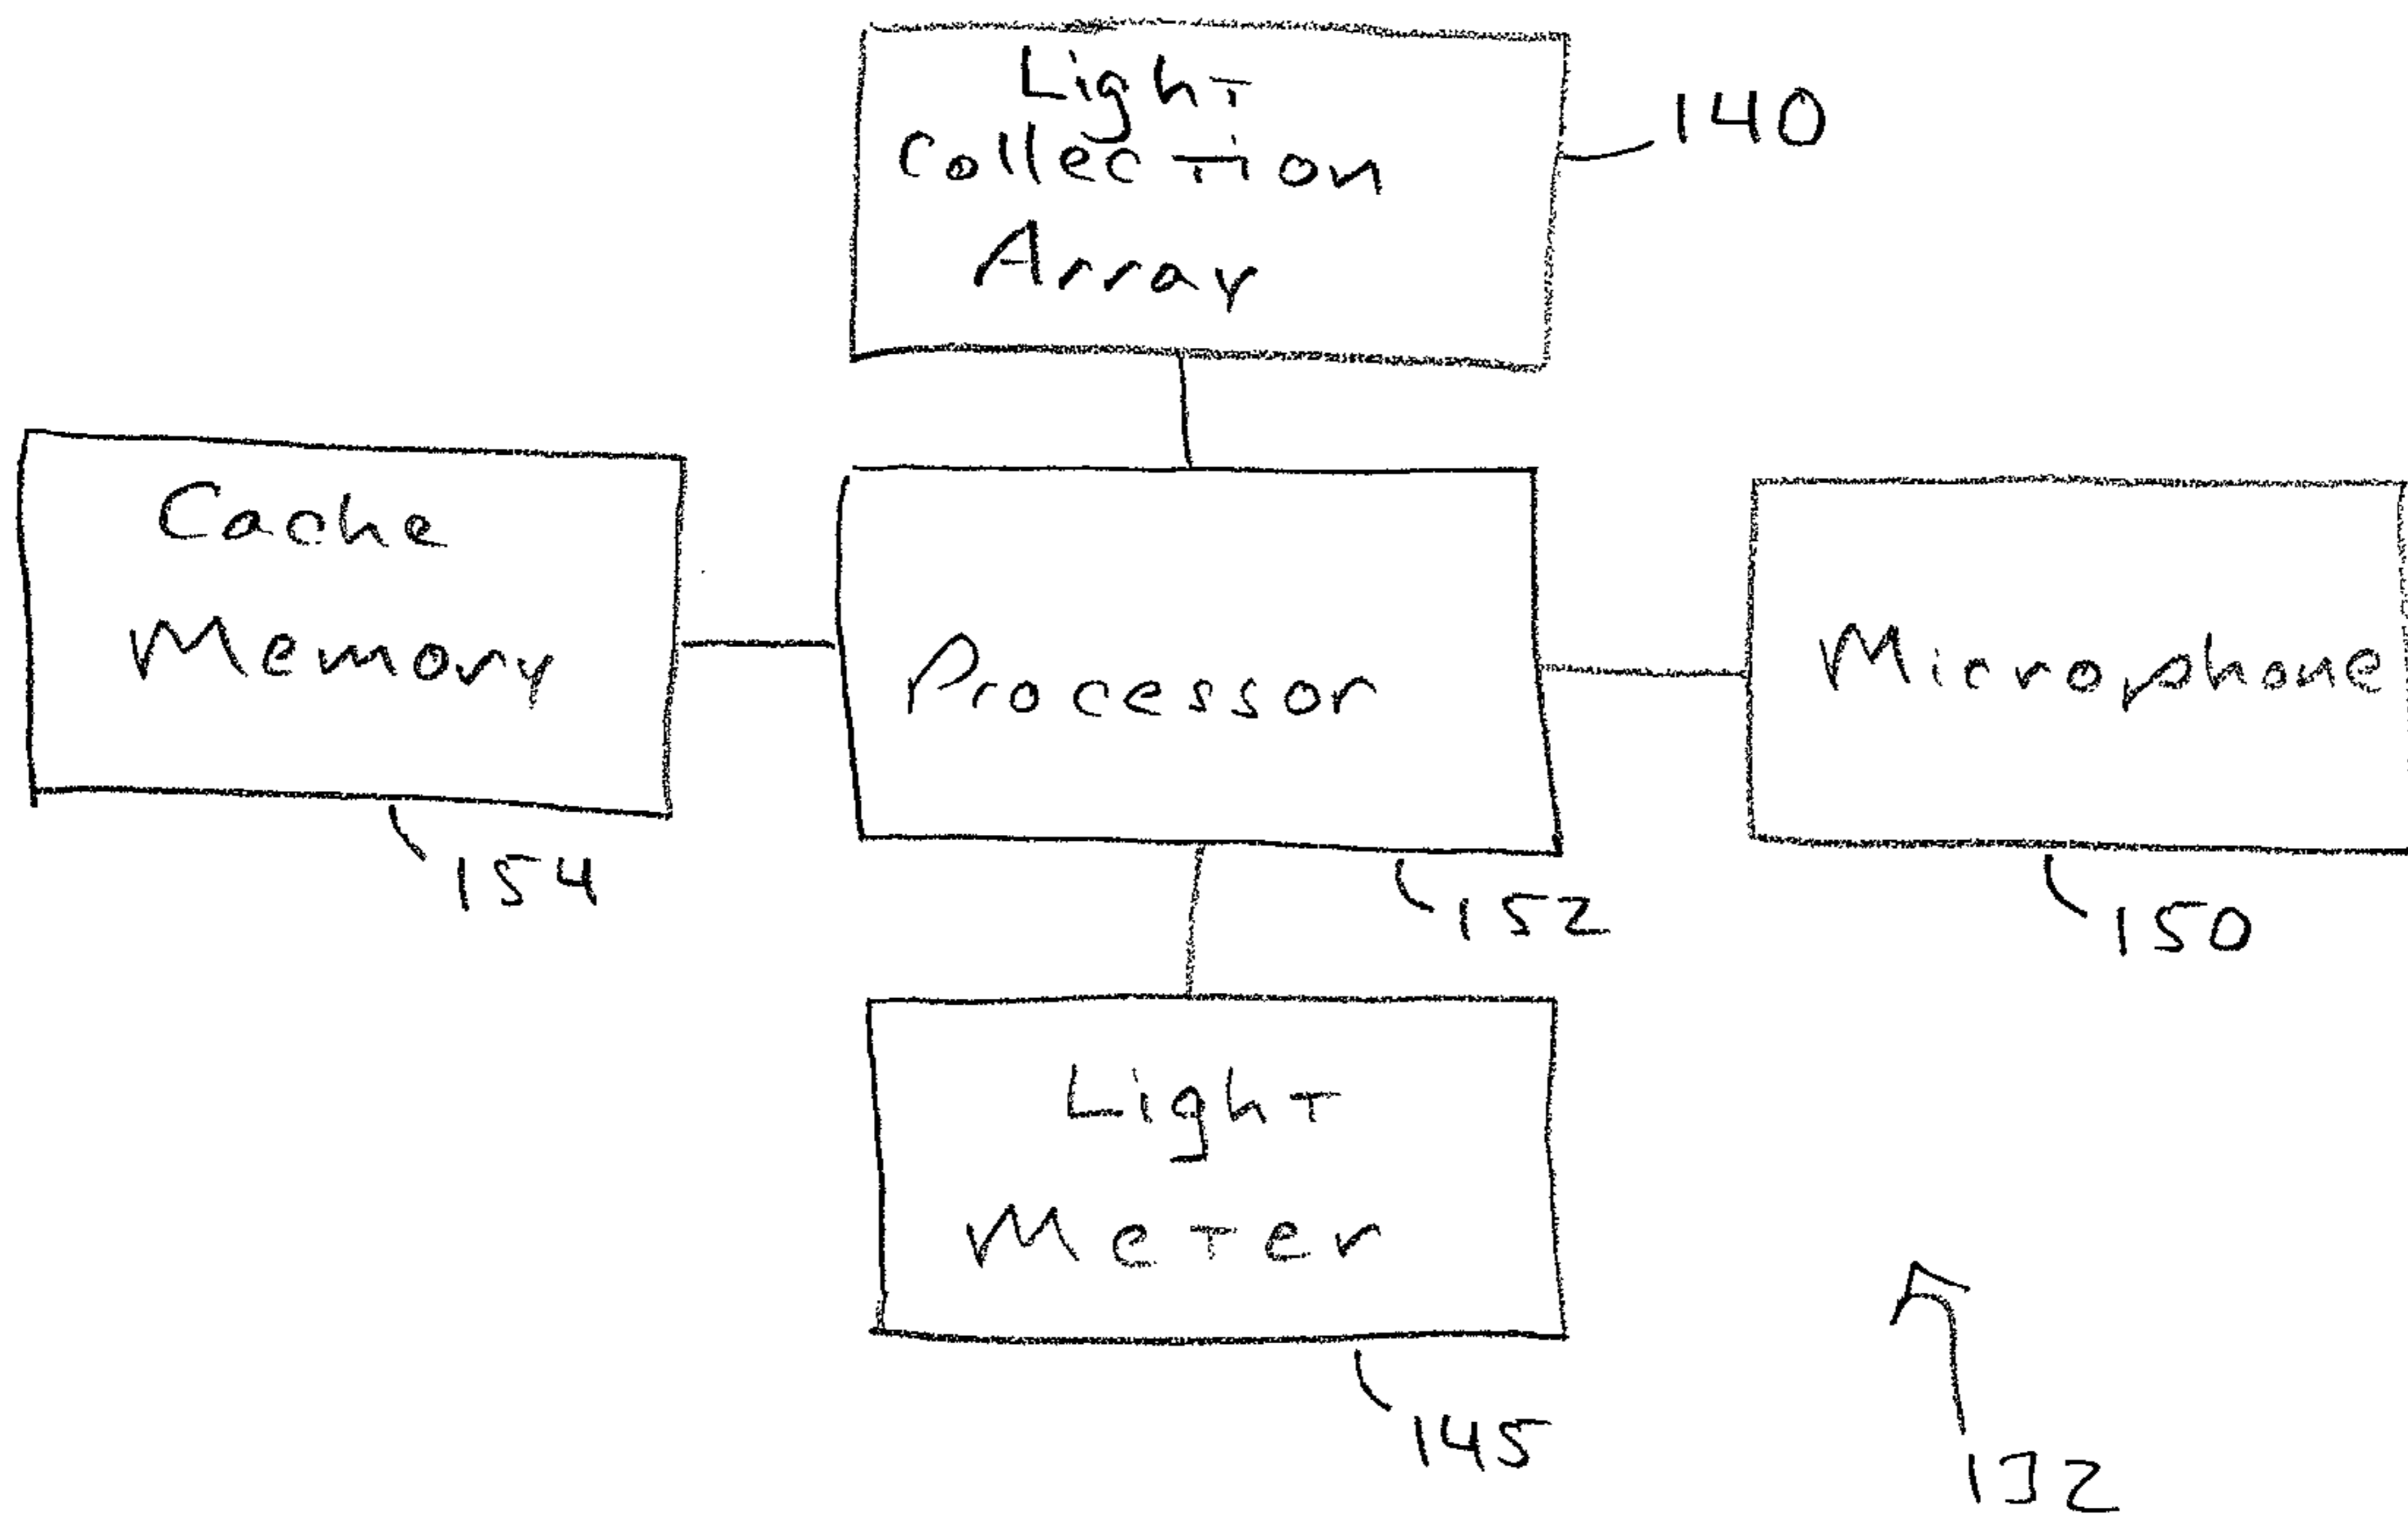 Light
Collection
Array
140
Cache
Memory
154
Processor
152
Microphone
150
Light
Meter
145
132